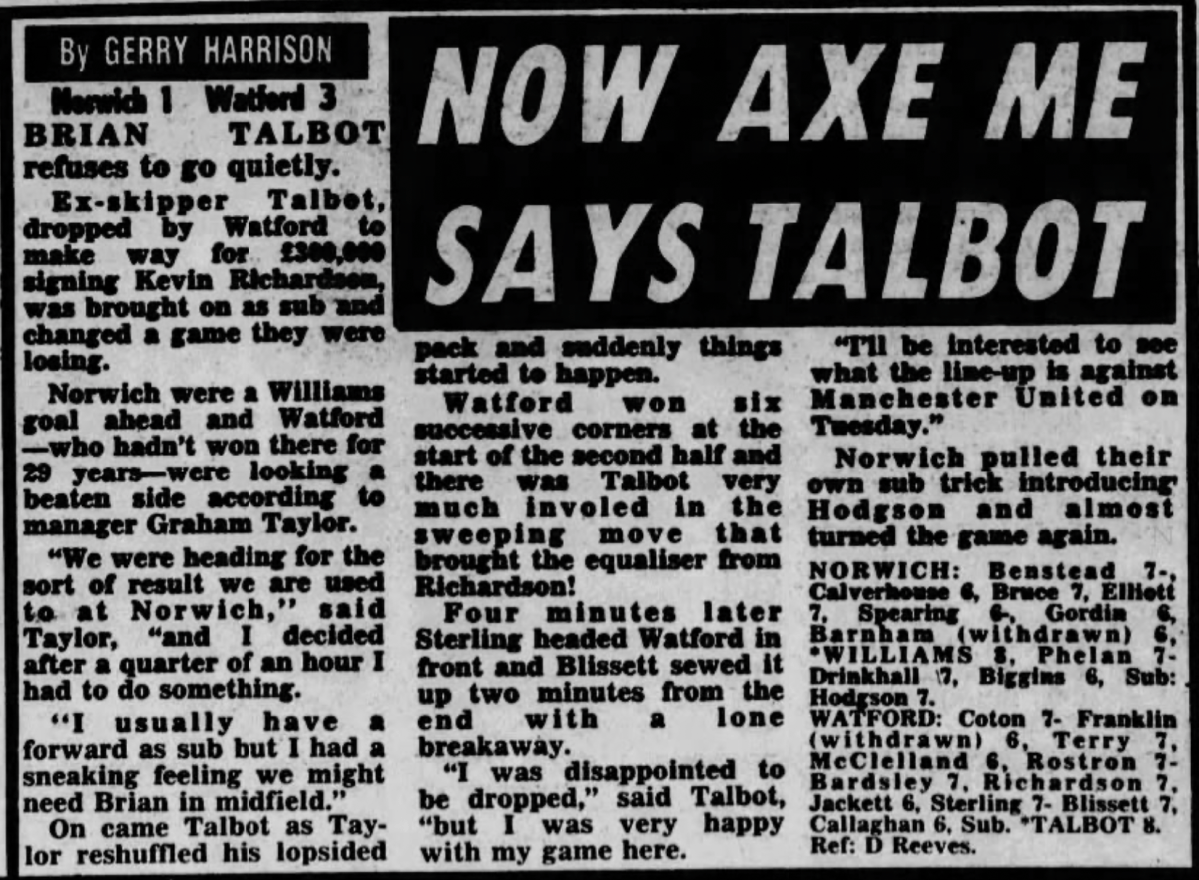 By GERRY HARRISON
NOW AXE ME
SAYS TALBOT
Norwich 1 Watford 3
BRIAN TALBOT
refuses to go quietly.
Ex-skipper Talbot,
dropped by Watford to
make way for £300,000
signing Kevin Richardson,
was brought on as sub and
changed a game they were
losing.
Norwich were a Williams
goal ahead and Watford
—who hadn't won there for
29 years—were looking a
beaten side according to
manager Graham Taylor.
"We were heading for the
sort of result we are used
to at Norwich," said
Taylor, "and I decided
after a quarter of an hour I
had to do something.
"I usually have a
forward as sub but I had a
sneaking feeling we might
need Brian in midfield."
On came Talbot as Tay-
lor reshuffled his lopsided
pack and suddenly things
started to happen.
Watford won six
successive corners at the
start of the second half and
there was Talbot very
much involed in the
sweeping move that
brought the equaliser from
Richardson!
Four minutes later
Sterling headed Watford in
front and Blissett sewed it
up two minutes from the
end with a lone
breakaway.
"I was disappointed to
be dropped," said Talbot,
"but I was very happy
with my game here.
"I'll be interested to see
what the line-up is against
Manchester United on
Tuesday."
Norwich pulled their
own sub trick introducing
Hodgson and almost
turned the game again.
NORWICH: Benstead 7-,
Calverhouse 6, Bruce 7, Elliott
7, Spearing 6-, Gordin 6,
Barnham (withdrawn) 6,
*WILLIAMS 8, Phelan 7-
Drinkhall 7, Biggins 6, Sub:
Hodgson 7.
WATFORD: Coton 7- Franklin
(withdrawn) 6, Terry 7,
McClelland 6, Rostron 7-
Bardsley 7, Richardson 7,
Jackett 6, Sterling 7- Blissett 7,
Callaghan 6, Sub. *TALBOT 8.
Ref: D Reeves.